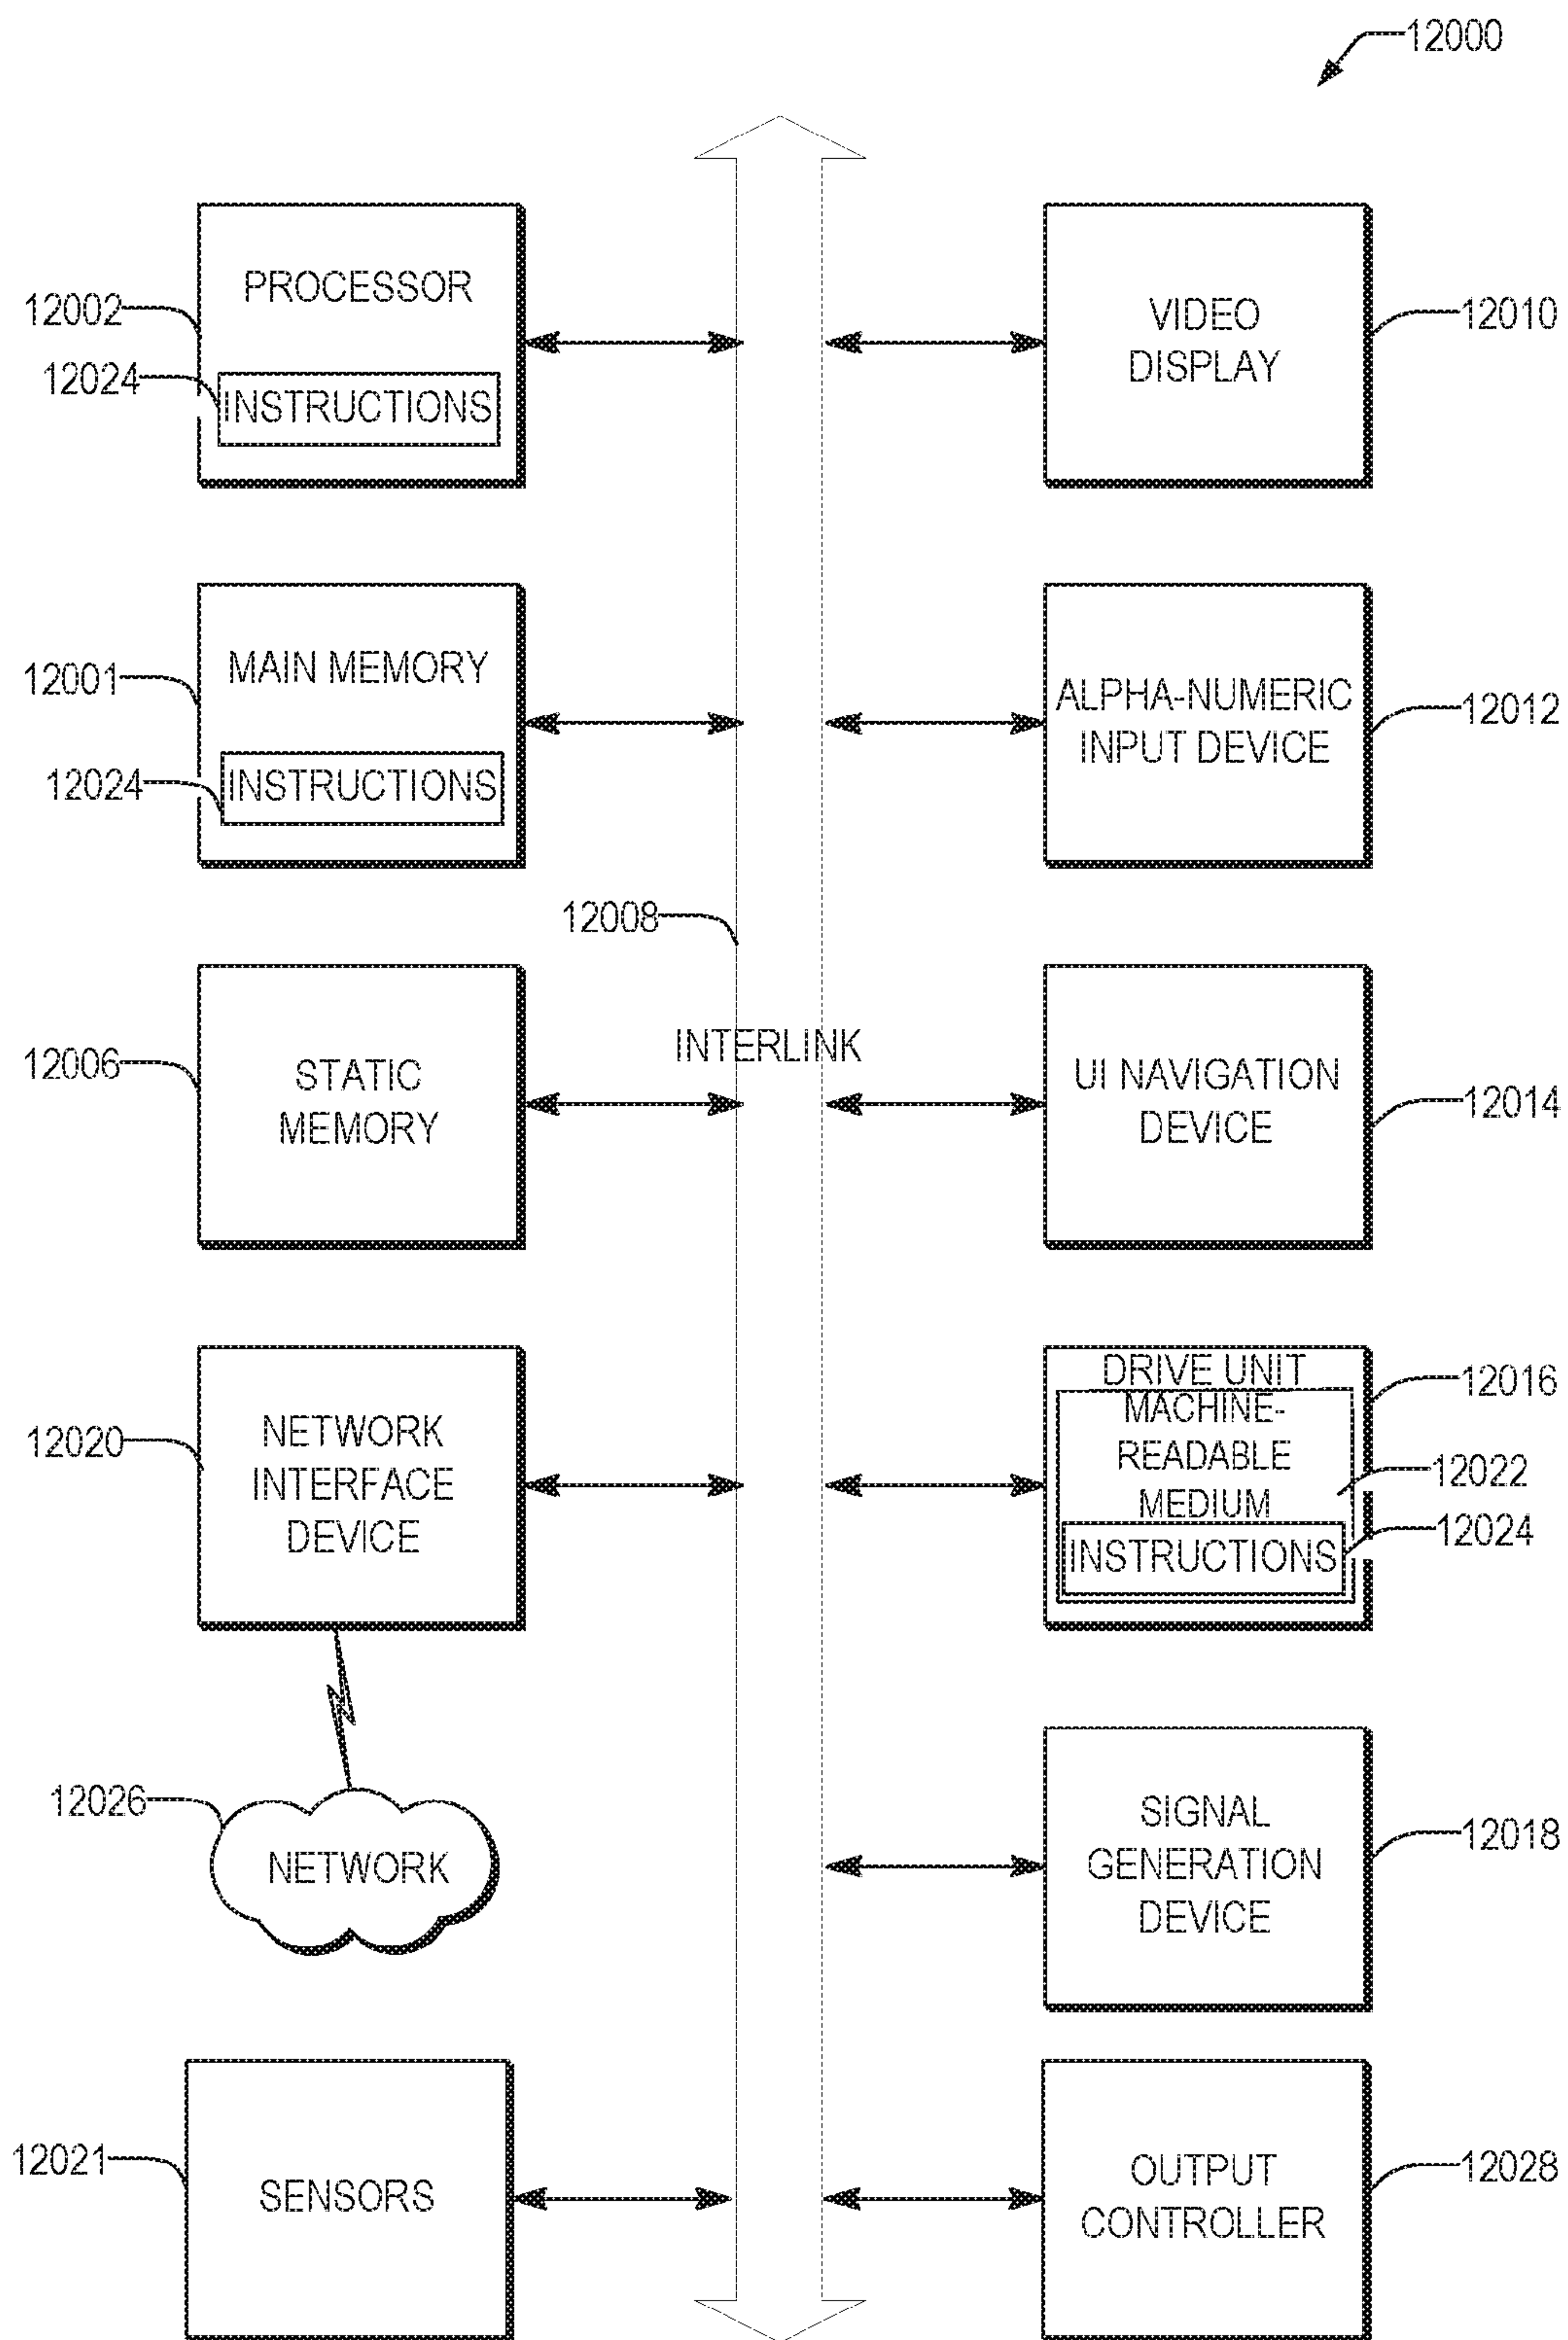 12000
PROCESSOR
12002
12024
INSTRUCTIONS
VIDEO
DISPLAY
12010
MAIN MEMORY
12001
12024
INSTRUCTIONS
ALPHA-NUMERIC
INPUT DEVICE
12012
12008
INTERLINK
12006
STATIC
MEMORY
UI NAVIGATION
DEVICE
12014
12020
NETWORK
INTERFACE
DEVICE
DRIVE UNIT
12016
MACHINE-
READABLE
MEDIUM
12022
INSTRUCTIONS
12024
12026
NETWORK
SIGNAL
GENERATION
DEVICE
12018
12021
SENSORS
OUTPUT
CONTROLLER
12028